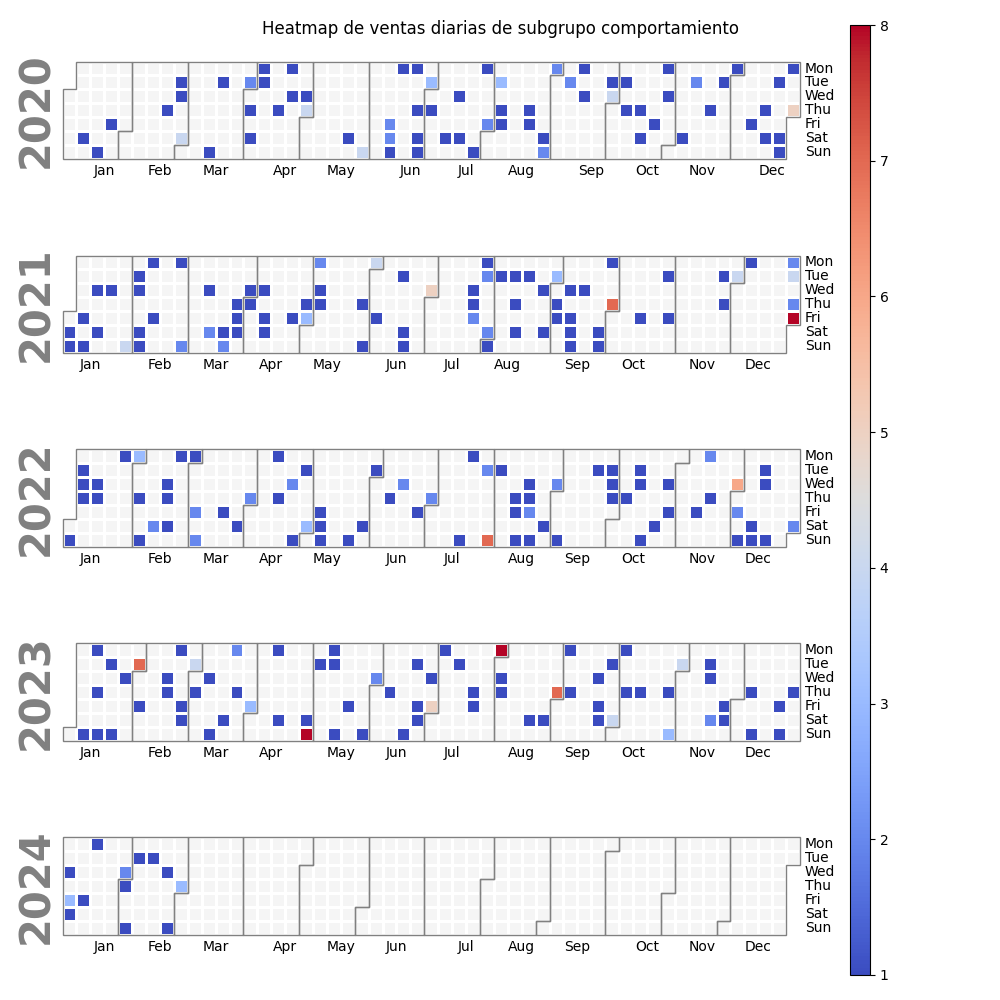 Heatmap de ventas diarias de subgrupo comportamiento
2020
Mon
Tue
Wed
Thu
Fri
Sat
Sun
Jan Feb Mar Apr May Jun Jul Aug Sep Oct Nov Dec
2021
Mon
Tue
Wed
Thu
Fri
Sat
Sun
Jan Feb Mar Apr May Jun Jul Aug Sep Oct Nov Dec
2022
Mon
Tue
Wed
Thu
Fri
Sat
Sun
Jan Feb Mar Apr May Jun Jul Aug Sep Oct Nov Dec
2023
Mon
Tue
Wed
Thu
Fri
Sat
Sun
Jan Feb Mar Apr May Jun Jul Aug Sep Oct Nov Dec
2024
Mon
Tue
Wed
Thu
Fri
Sat
Sun
Jan Feb Mar Apr May Jun Jul Aug Sep Oct Nov Dec
8
7
6
5
4
3
2
1